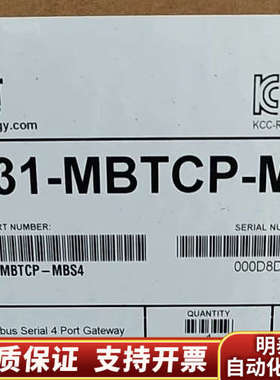 gy.com
KCC-R
31-MBTCP-M
RT NUMBER:
SERIAL NU
MBTCP-MBS4
000D8D
bus Serial 4 Port Gateway
QUANTITY
质保证 支持开票
明
自动化